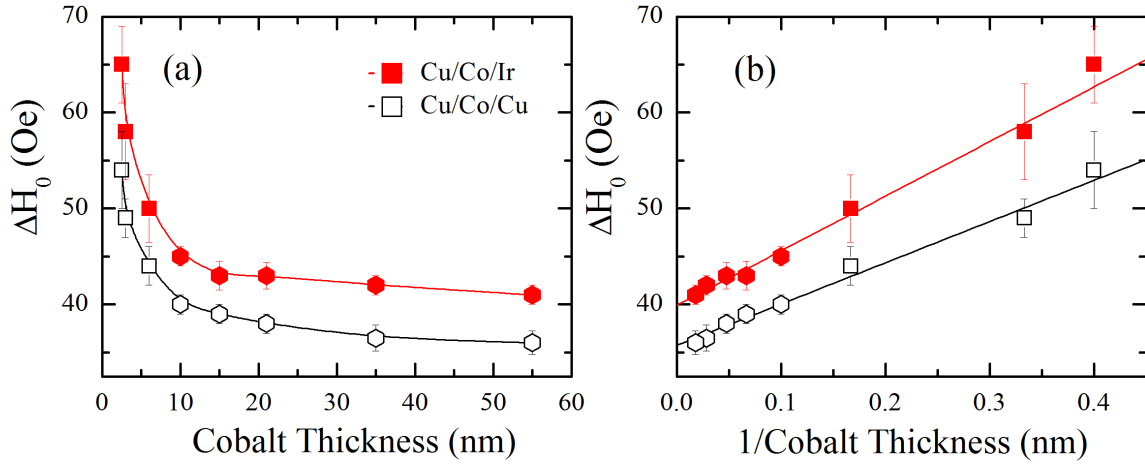 70
60
50
40
ΔH₀ (Oe)
(a)
Cu/Co/Ir
Cu/Co/Cu
0 10 20 30 40 50 60
Cobalt Thickness (nm)
70
60
50
40
ΔH₀ (Oe)
(b)
0.0 0.1 0.2 0.3 0.4
1/Cobalt Thickness (nm)